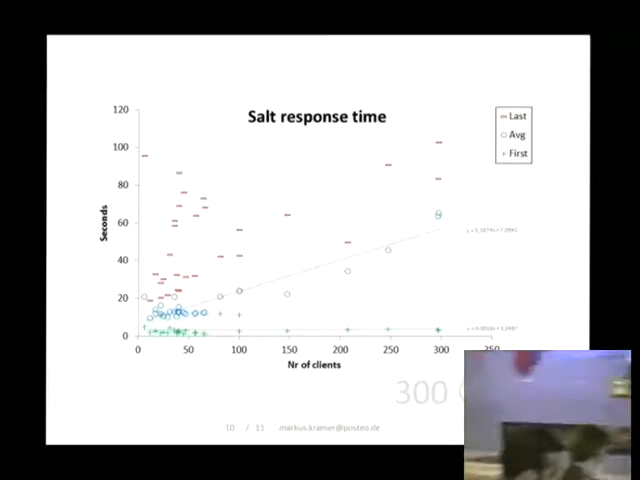 Salt response time
Last
Avg
First
120
100
80
60
40
20
0
Seconds
0 50 100 150 200 250 300 350
Nr of clients
300
10 / 11 markus.kramer@posteo.de